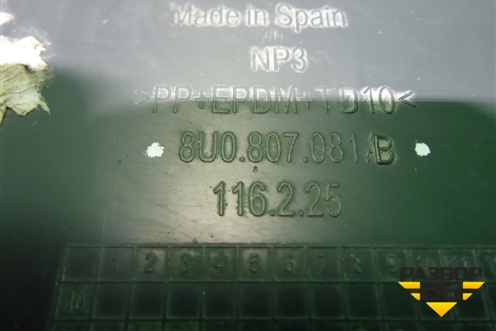 Made in Spain
NP3
>PP+EPDM+TD10<
8U0.807.081 B
116.2.25
1 2 3 4 5 6 7 8 9
РАЗБОР